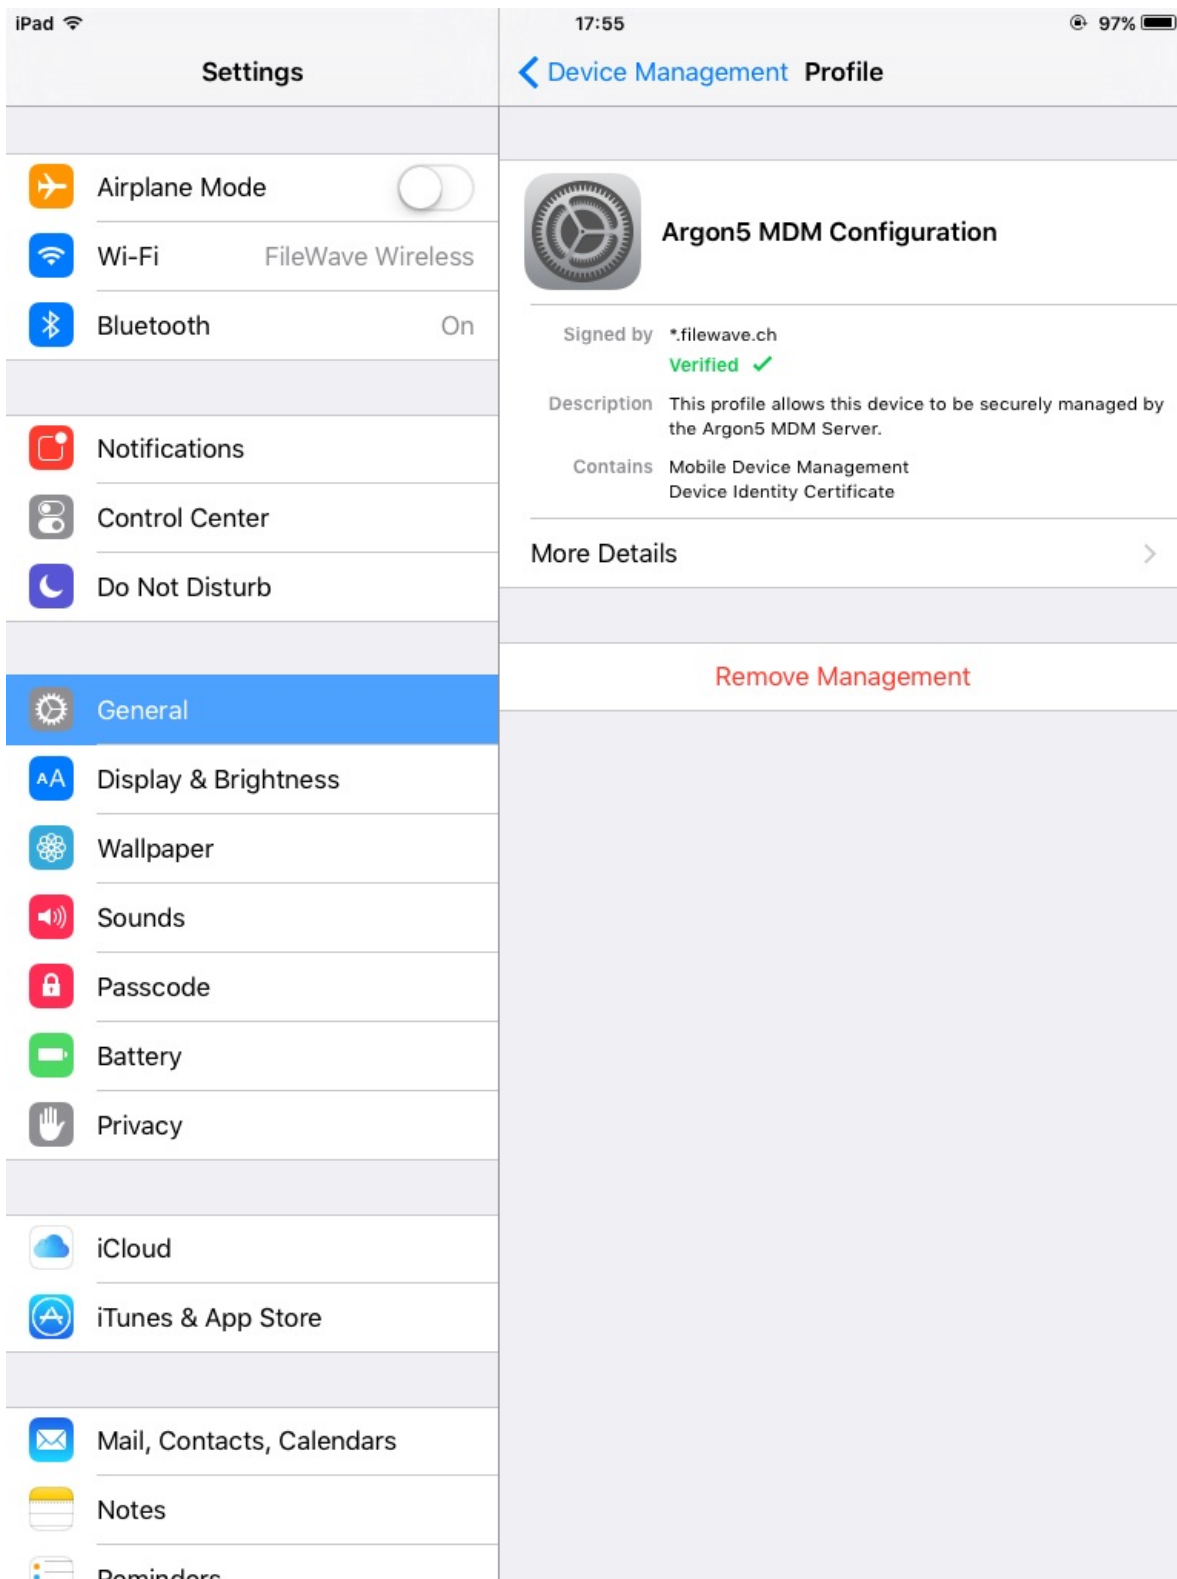 iPad
17:55
97%
Settings
Device Management Profile
Airplane Mode
Wi-Fi FileWave Wireless
Bluetooth On
Notifications
Control Center
Do Not Disturb
General
Display & Brightness
Wallpaper
Sounds
Passcode
Battery
Privacy
iCloud
iTunes & App Store
Mail, Contacts, Calendars
Notes
Reminders
Argon5 MDM Configuration
Signed by *.filewave.ch
Verified
Description This profile allows this device to be securely managed by
the Argon5 MDM Server.
Contains Mobile Device Management
Device Identity Certificate
More Details
Remove Management